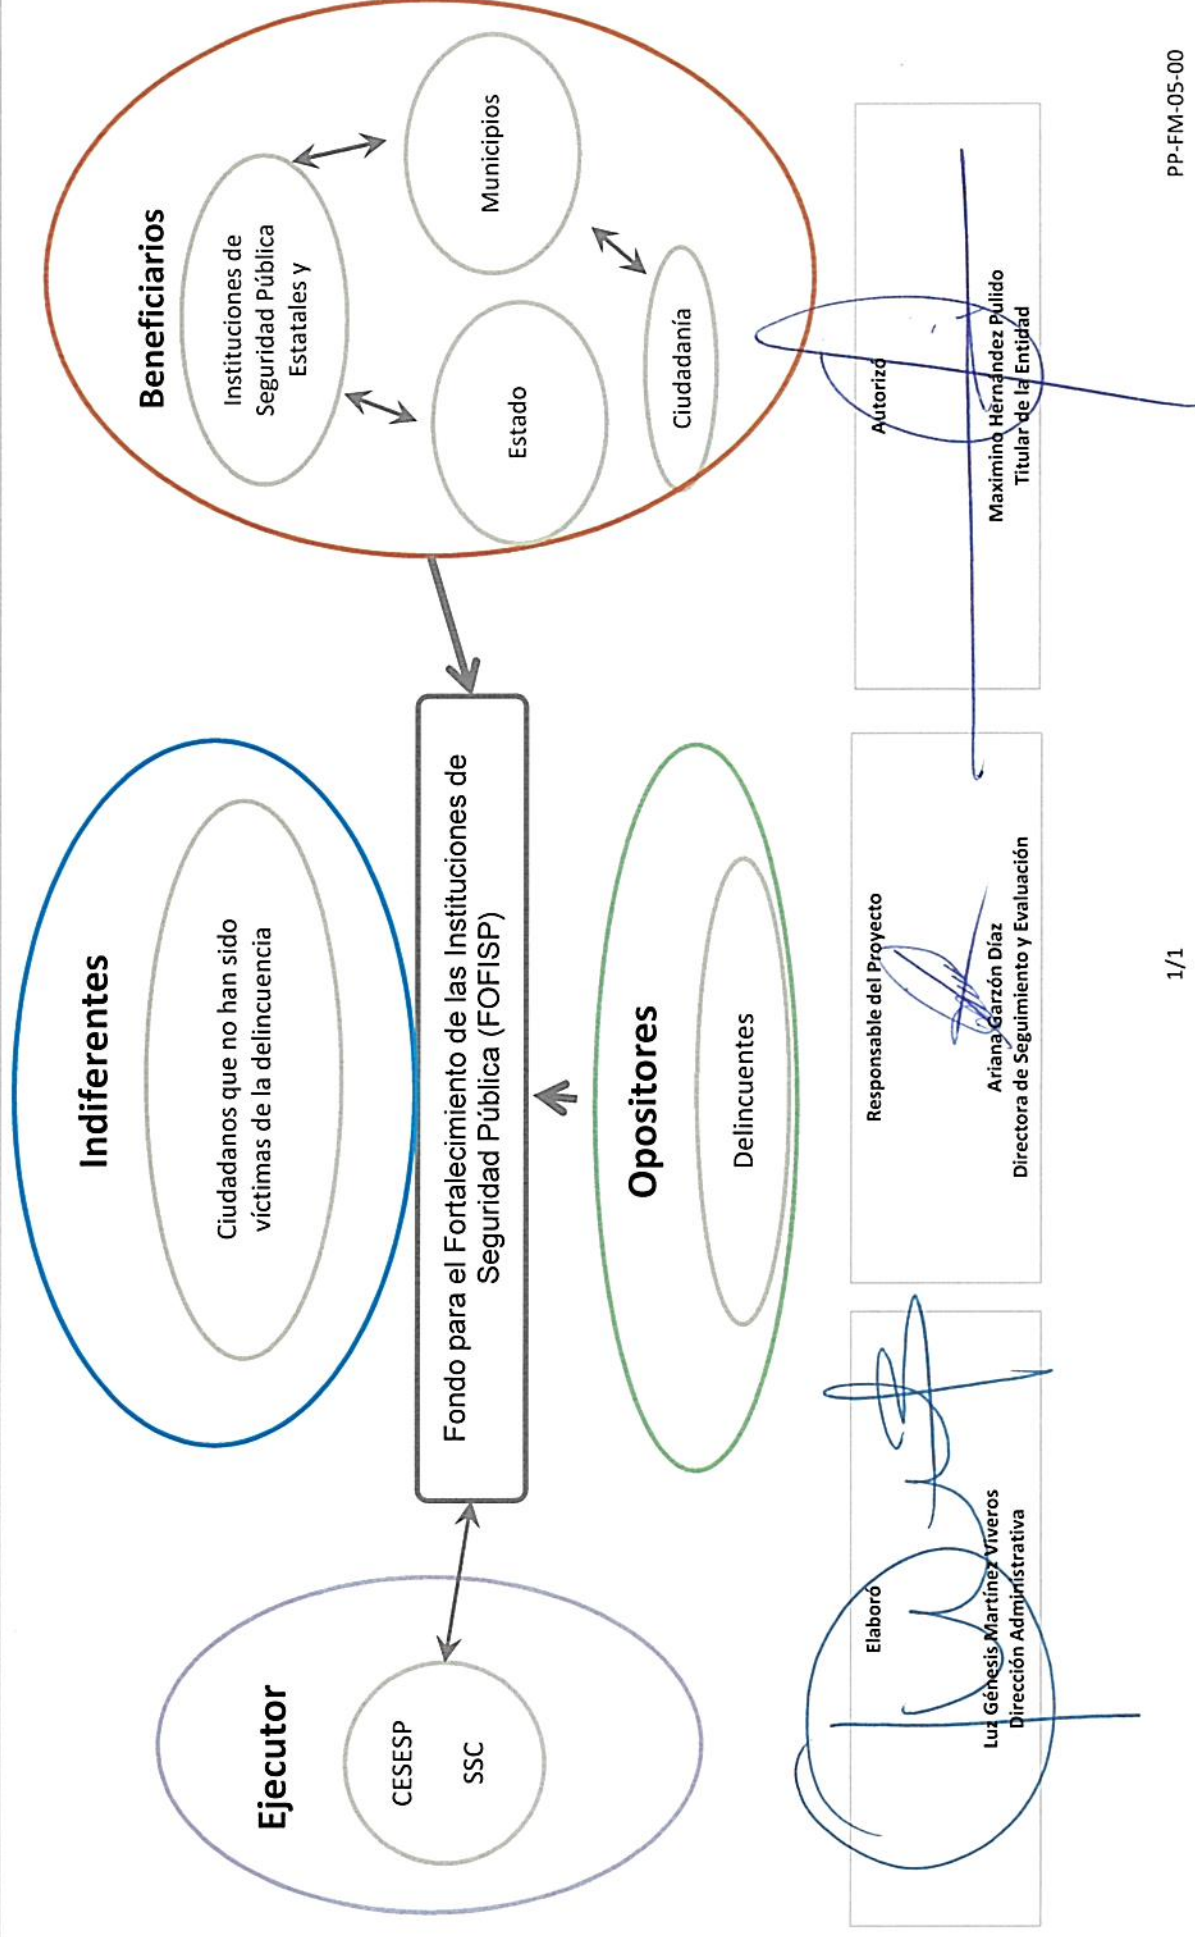 Indiferentes
Ciudadanos que no han sido
víctimas de la delincuencia
Ejecutor
CESESP
SSC
Fondo para el Fortalecimiento de las Instituciones de
Seguridad Pública (FOFISP)
Beneficiarios
Instituciones de
Seguridad Pública
Estatales y
Municipios
Estado
Ciudadanía
Opositores
Delincuentes
Elaboró
Luz Génesis Martínez Viveros
Dirección Administrativa
Responsable del Proyecto
Ariana Garzón Díaz
Directora de Seguimiento y Evaluación
Autorizó
Maximino Hernández Pulido
Titular de la Entidad
1/1
PP-FM-05-00